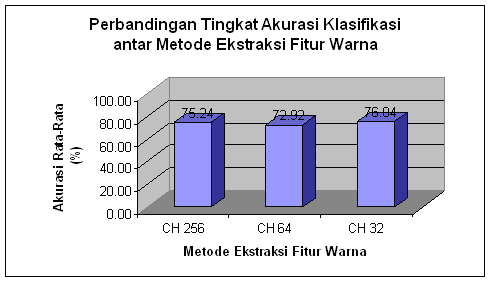 Perbandingan Tingkat Akurasi Klasifikasi
antar Metode Ekstraksi Fitur Warna
Akurasi Rata-Rata
(%)
100.00
80.00
60.00
40.00
20.00
0.00
75.24
72.92
76.04
CH 256
CH 64
CH 32
Metode Ekstraksi Fitur Warna